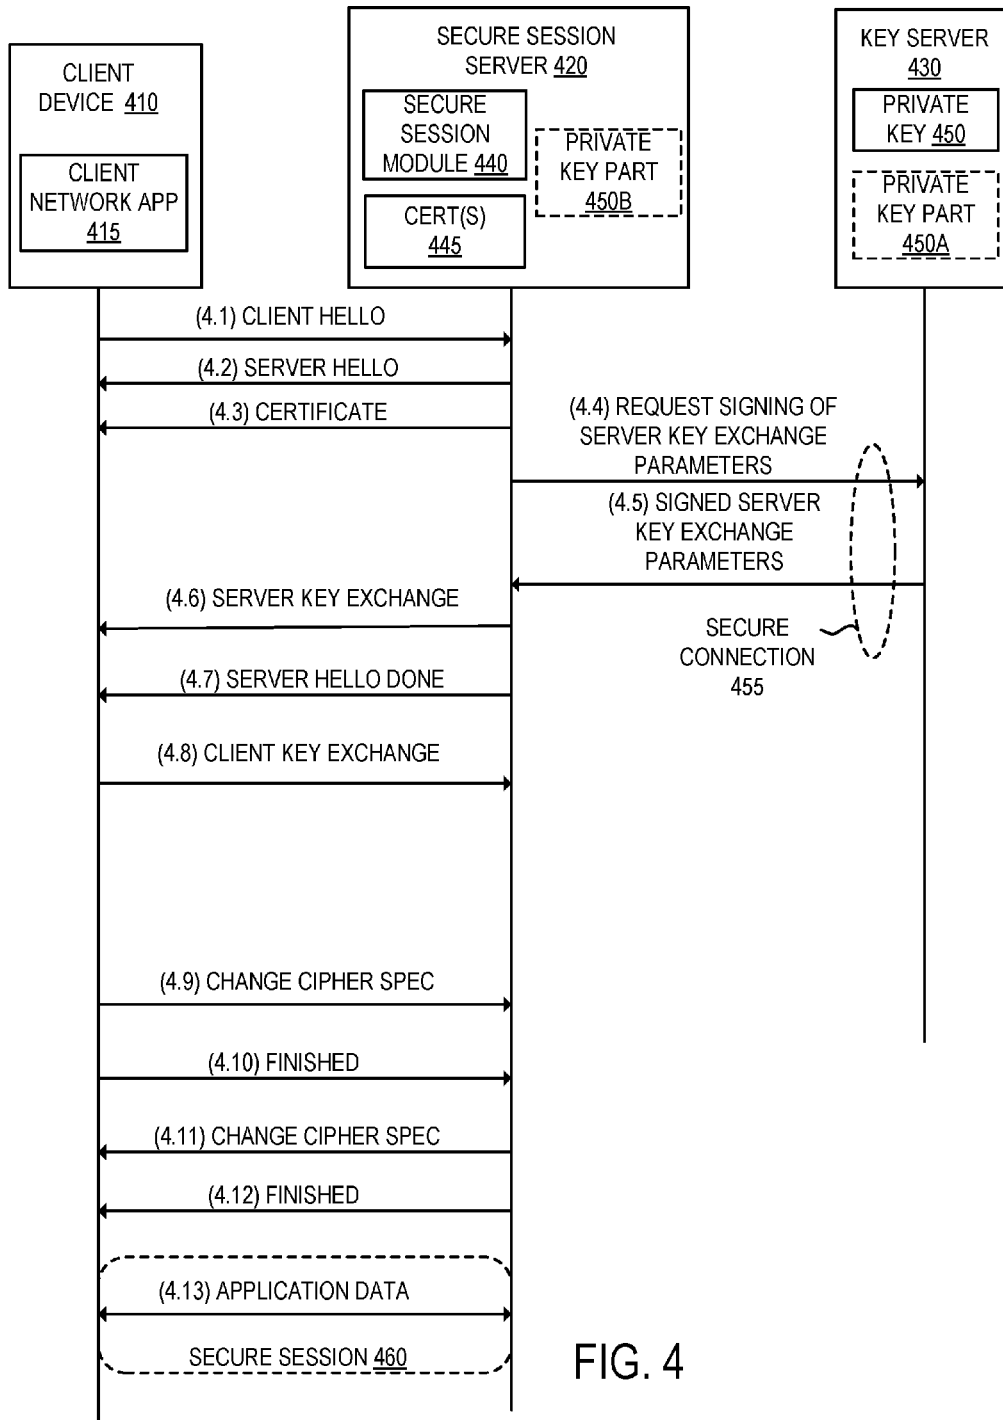 CLIENT
DEVICE 410
CLIENT
NETWORK APP
415
SECURE SESSION
SERVER 420
SECURE
SESSION
MODULE 440
PRIVATE
KEY PART
450B
CERT(S)
445
KEY SERVER
430
PRIVATE
KEY 450
PRIVATE
KEY PART
450A
(4.1) CLIENT HELLO
(4.2) SERVER HELLO
(4.3) CERTIFICATE
(4.4) REQUEST SIGNING OF
SERVER KEY EXCHANGE
PARAMETERS
(4.5) SIGNED SERVER
KEY EXCHANGE
PARAMETERS
(4.6) SERVER KEY EXCHANGE
SECURE
CONNECTION
455
(4.7) SERVER HELLO DONE
(4.8) CLIENT KEY EXCHANGE
(4.9) CHANGE CIPHER SPEC
(4.10) FINISHED
(4.11) CHANGE CIPHER SPEC
(4.12) FINISHED
(4.13) APPLICATION DATA
SECURE SESSION 460
FIG. 4